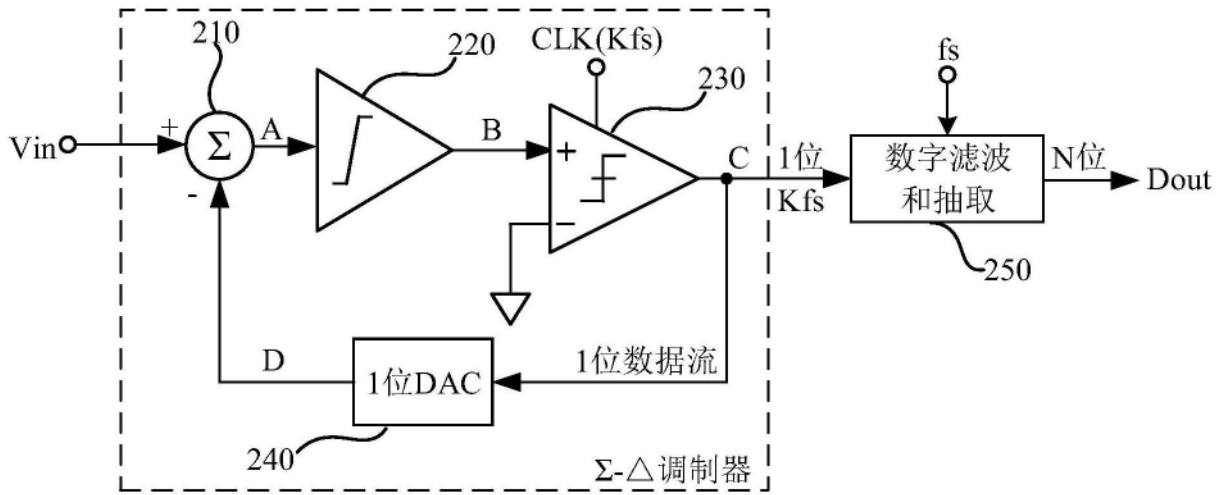 210
220
CLK(Kfs)
230
fs
Vin
+
Σ
A
B
+
C
1位
Kfs
数字滤波
和抽取
N位
Dout
-
−
250
D
1位DAC
1位数据流
240
Σ-△调制器